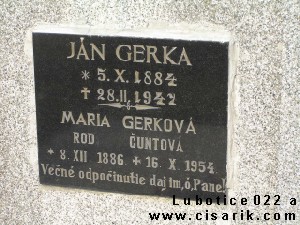 JÁN GERKA
* 5. X. 1884
† 28. II. 1947
MARIA GERKOVÁ
ROD ČUNTOVÁ
* 8. XII 1886 + 16. X. 1954
Večné odpočinutie daj im, ó, Pane!
Lubotice 022 a
www.cisarik.com